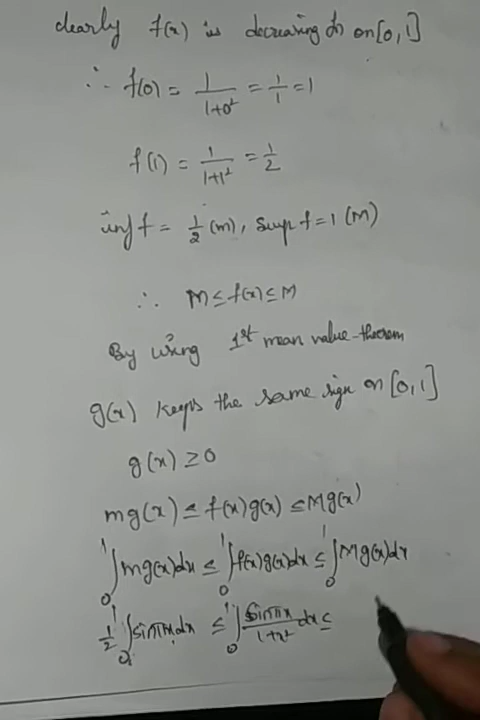 clearly f(x) is decreasing fn on [0,1]
∴ f(0) = 1/(1+0²) = 1/1 = 1
f(1) = 1/(1+1²) = 1/2
inf f = 1/2 (m), sup f = 1 (M)
∴ m ≤ f(x) ≤ M
By using 1st mean value-theorem
g(x) keeps the same sign on [0,1]
g(x) ≥ 0
mg(x) ≤ f(x)g(x) ≤ Mg(x)
∫₀¹ mg(x)dx ≤ ∫₀¹ f(x)g(x)dx ≤ ∫₀¹ Mg(x)dx
1/2 ∫₀¹ sinπx dx ≤ ∫₀¹ sinπx/(1+x²) dx ≤